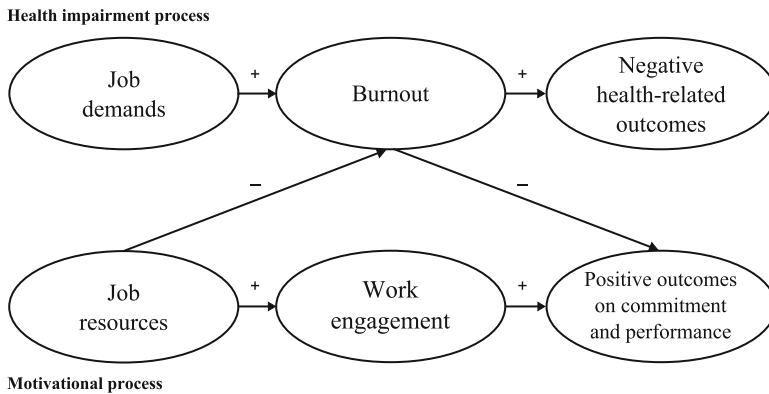 Health impairment process
Job
demands
+
Burnout
+
Negative
health-related
outcomes
–
–
Job
resources
+
Work
engagement
+
Positive outcomes
on commitment
and performance
Motivational process